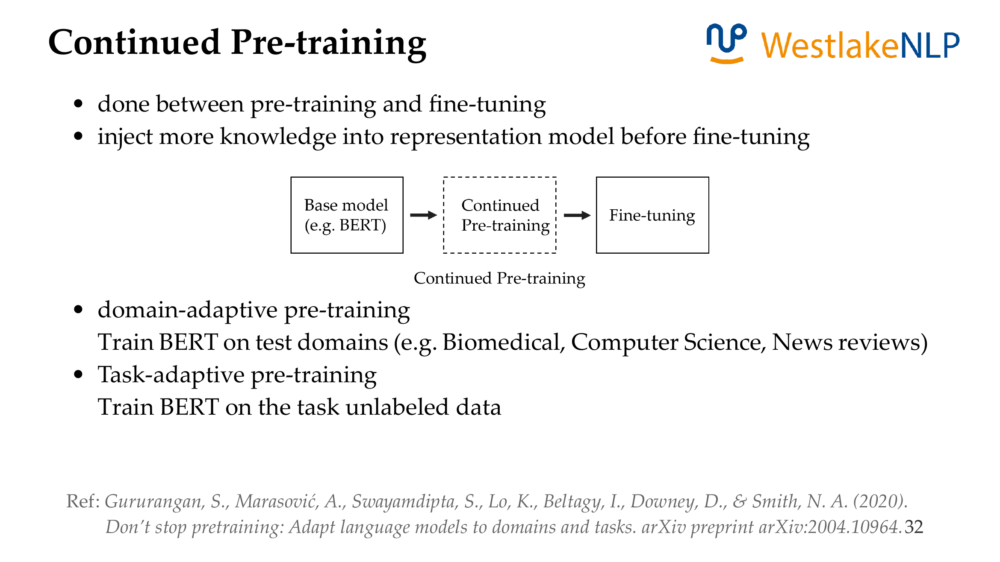 Continued Pre-training
WestlakeNLP
• done between pre-training and fine-tuning
• inject more knowledge into representation model before fine-tuning
Base model
(e.g. BERT)
Continued
Pre-training
Fine-tuning
Continued Pre-training
• domain-adaptive pre-training
Train BERT on test domains (e.g. Biomedical, Computer Science, News reviews)
• Task-adaptive pre-training
Train BERT on the task unlabeled data
Ref: Gururangan, S., Marasović, A., Swayamdipta, S., Lo, K., Beltagy, I., Downey, D., & Smith, N. A. (2020).
Don't stop pretraining: Adapt language models to domains and tasks. arXiv preprint arXiv:2004.10964.
32